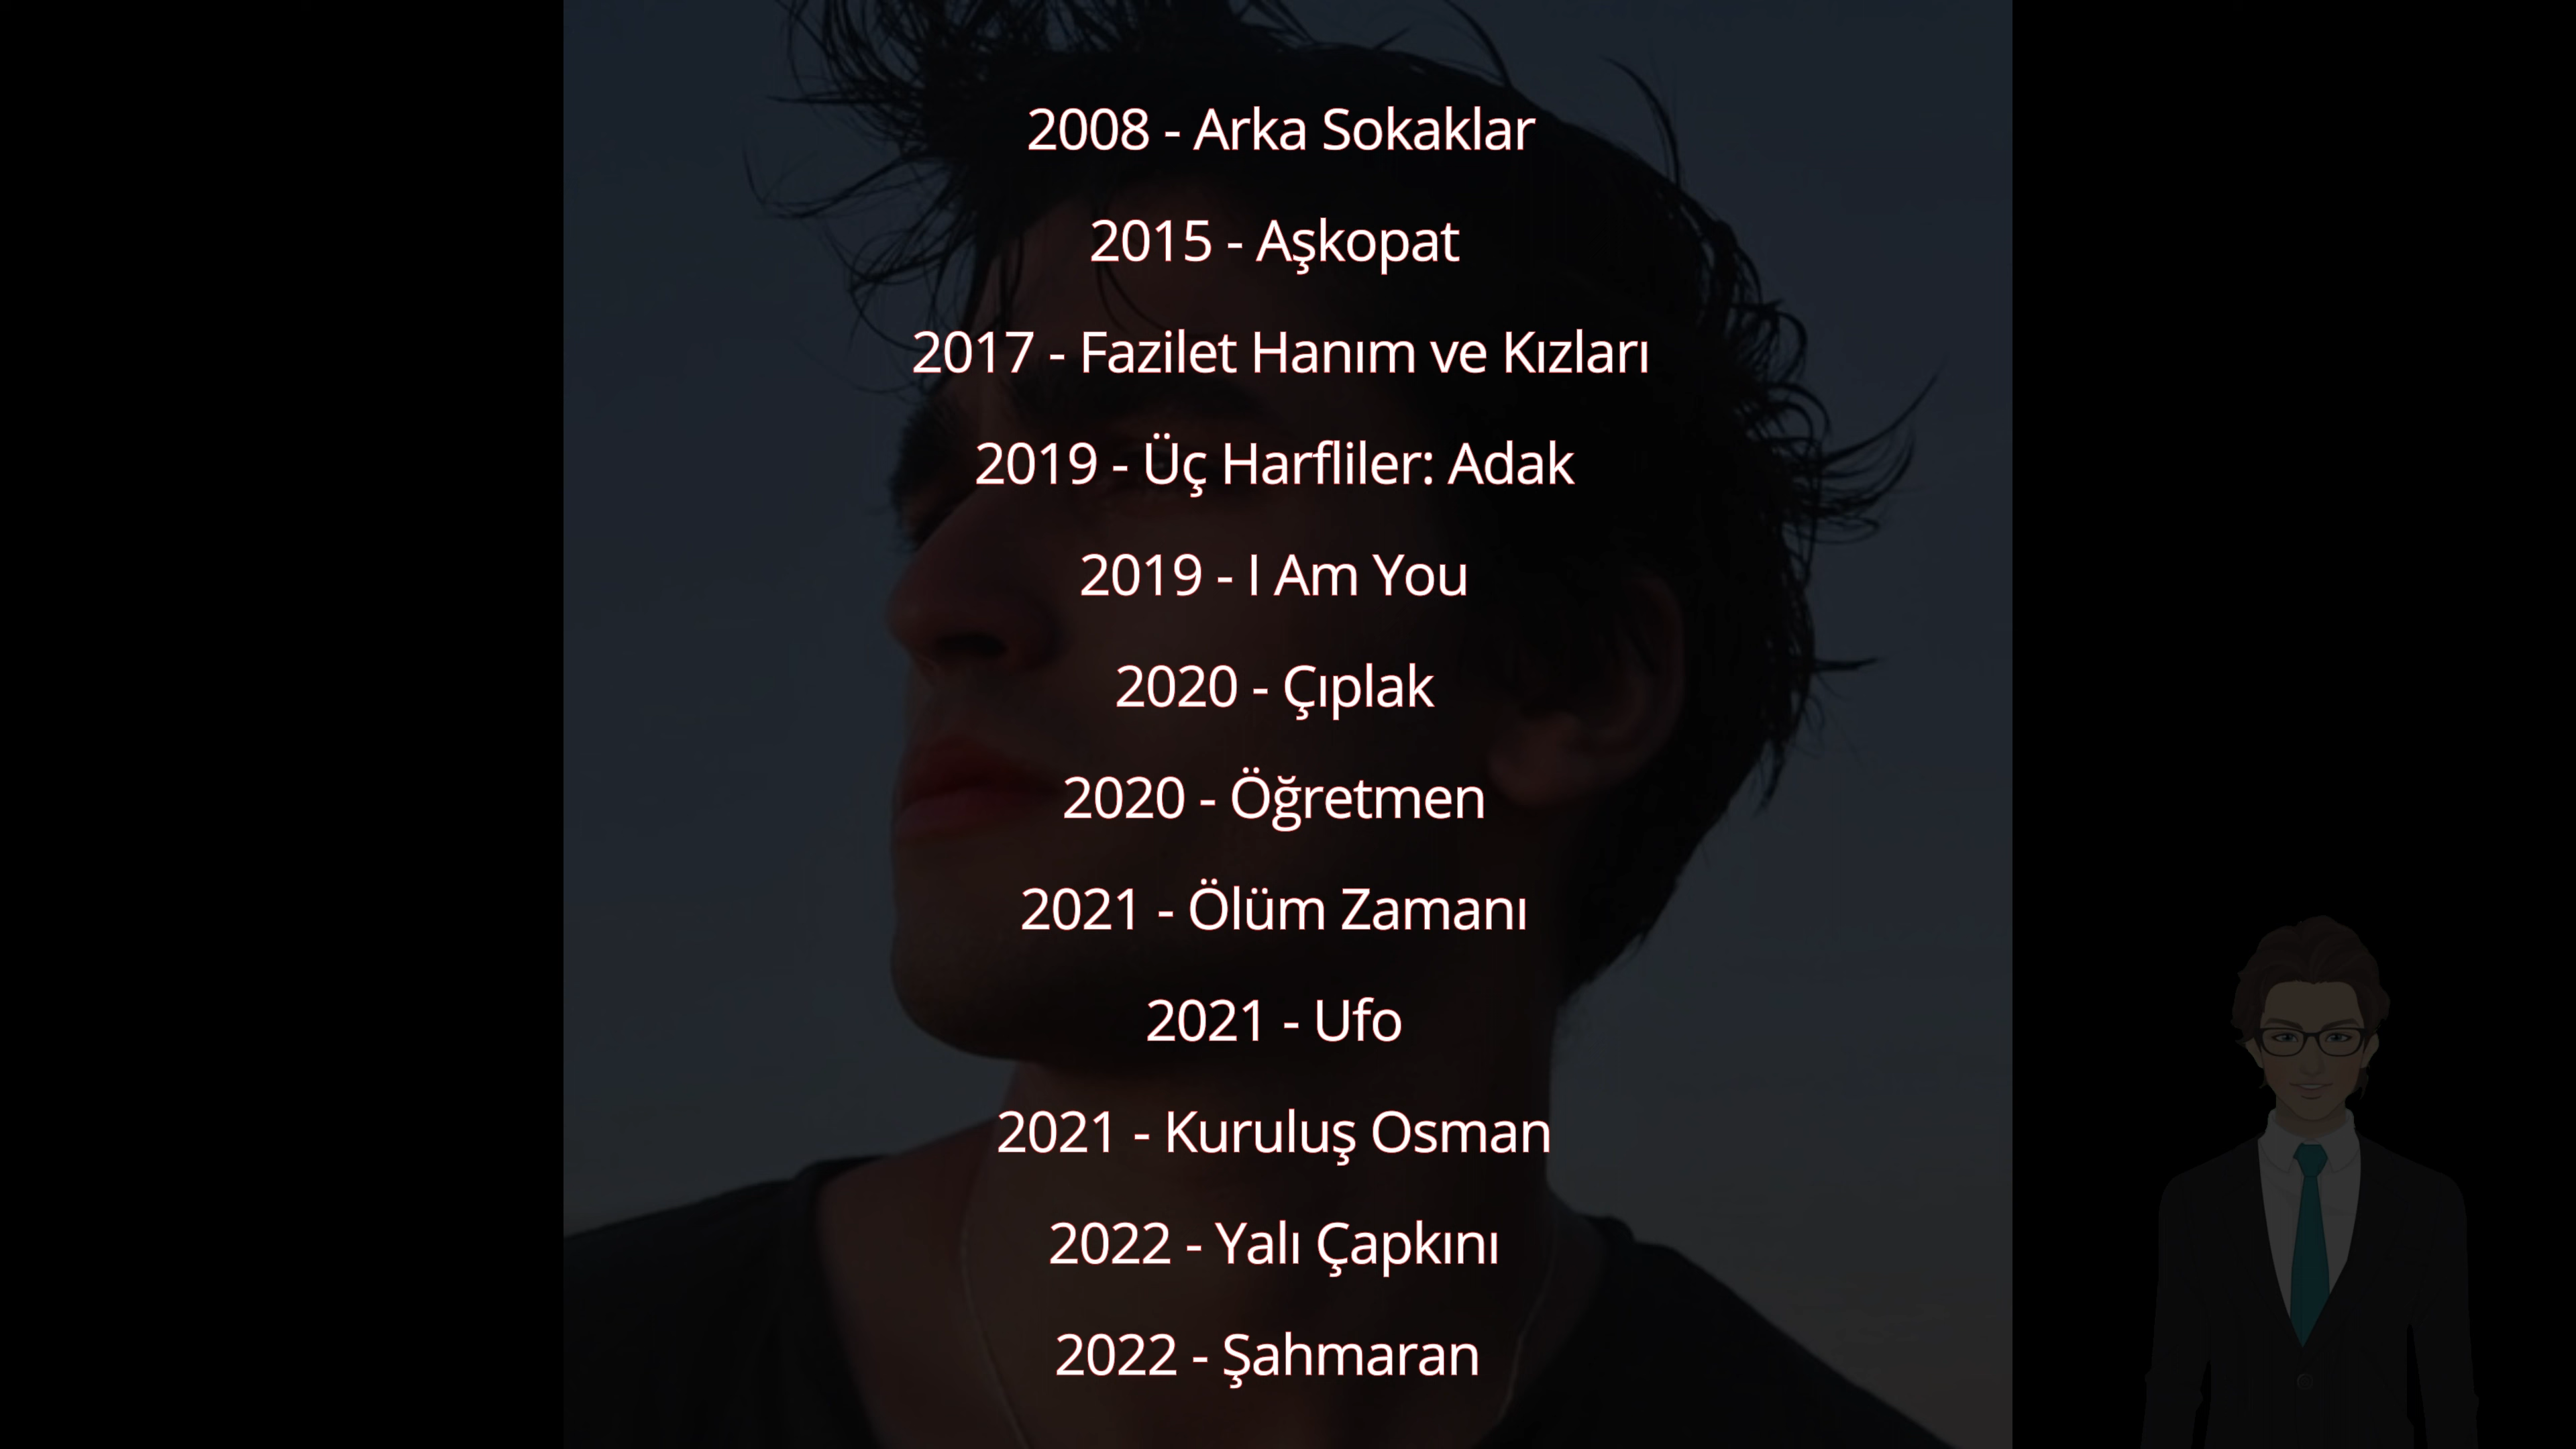 2008 - Arka Sokaklar
2015 - Aşkopat
2017 - Fazilet Hanım ve Kızları
2019 - Üç Harfliler: Adak
2019 - I Am You
2020 - Çıplak
2020 - Öğretmen
2021 - Ölüm Zamanı
2021 - Ufo
2021 - Kuruluş Osman
2022 - Yalı Çapkını
2022 - Şahmaran